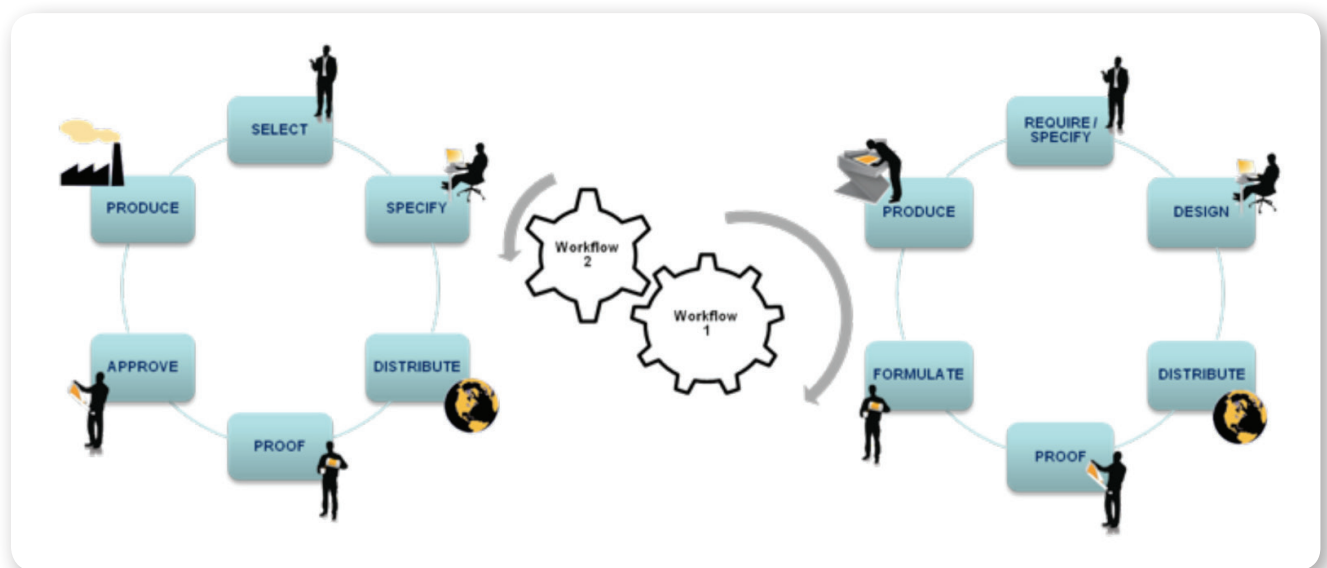 SELECT
SPECIFY
DISTRIBUTE
PROOF
APPROVE
PRODUCE
Workflow
2
Workflow
1
REQUIRE /
SPECIFY
DESIGN
DISTRIBUTE
PROOF
FORMULATE
PRODUCE